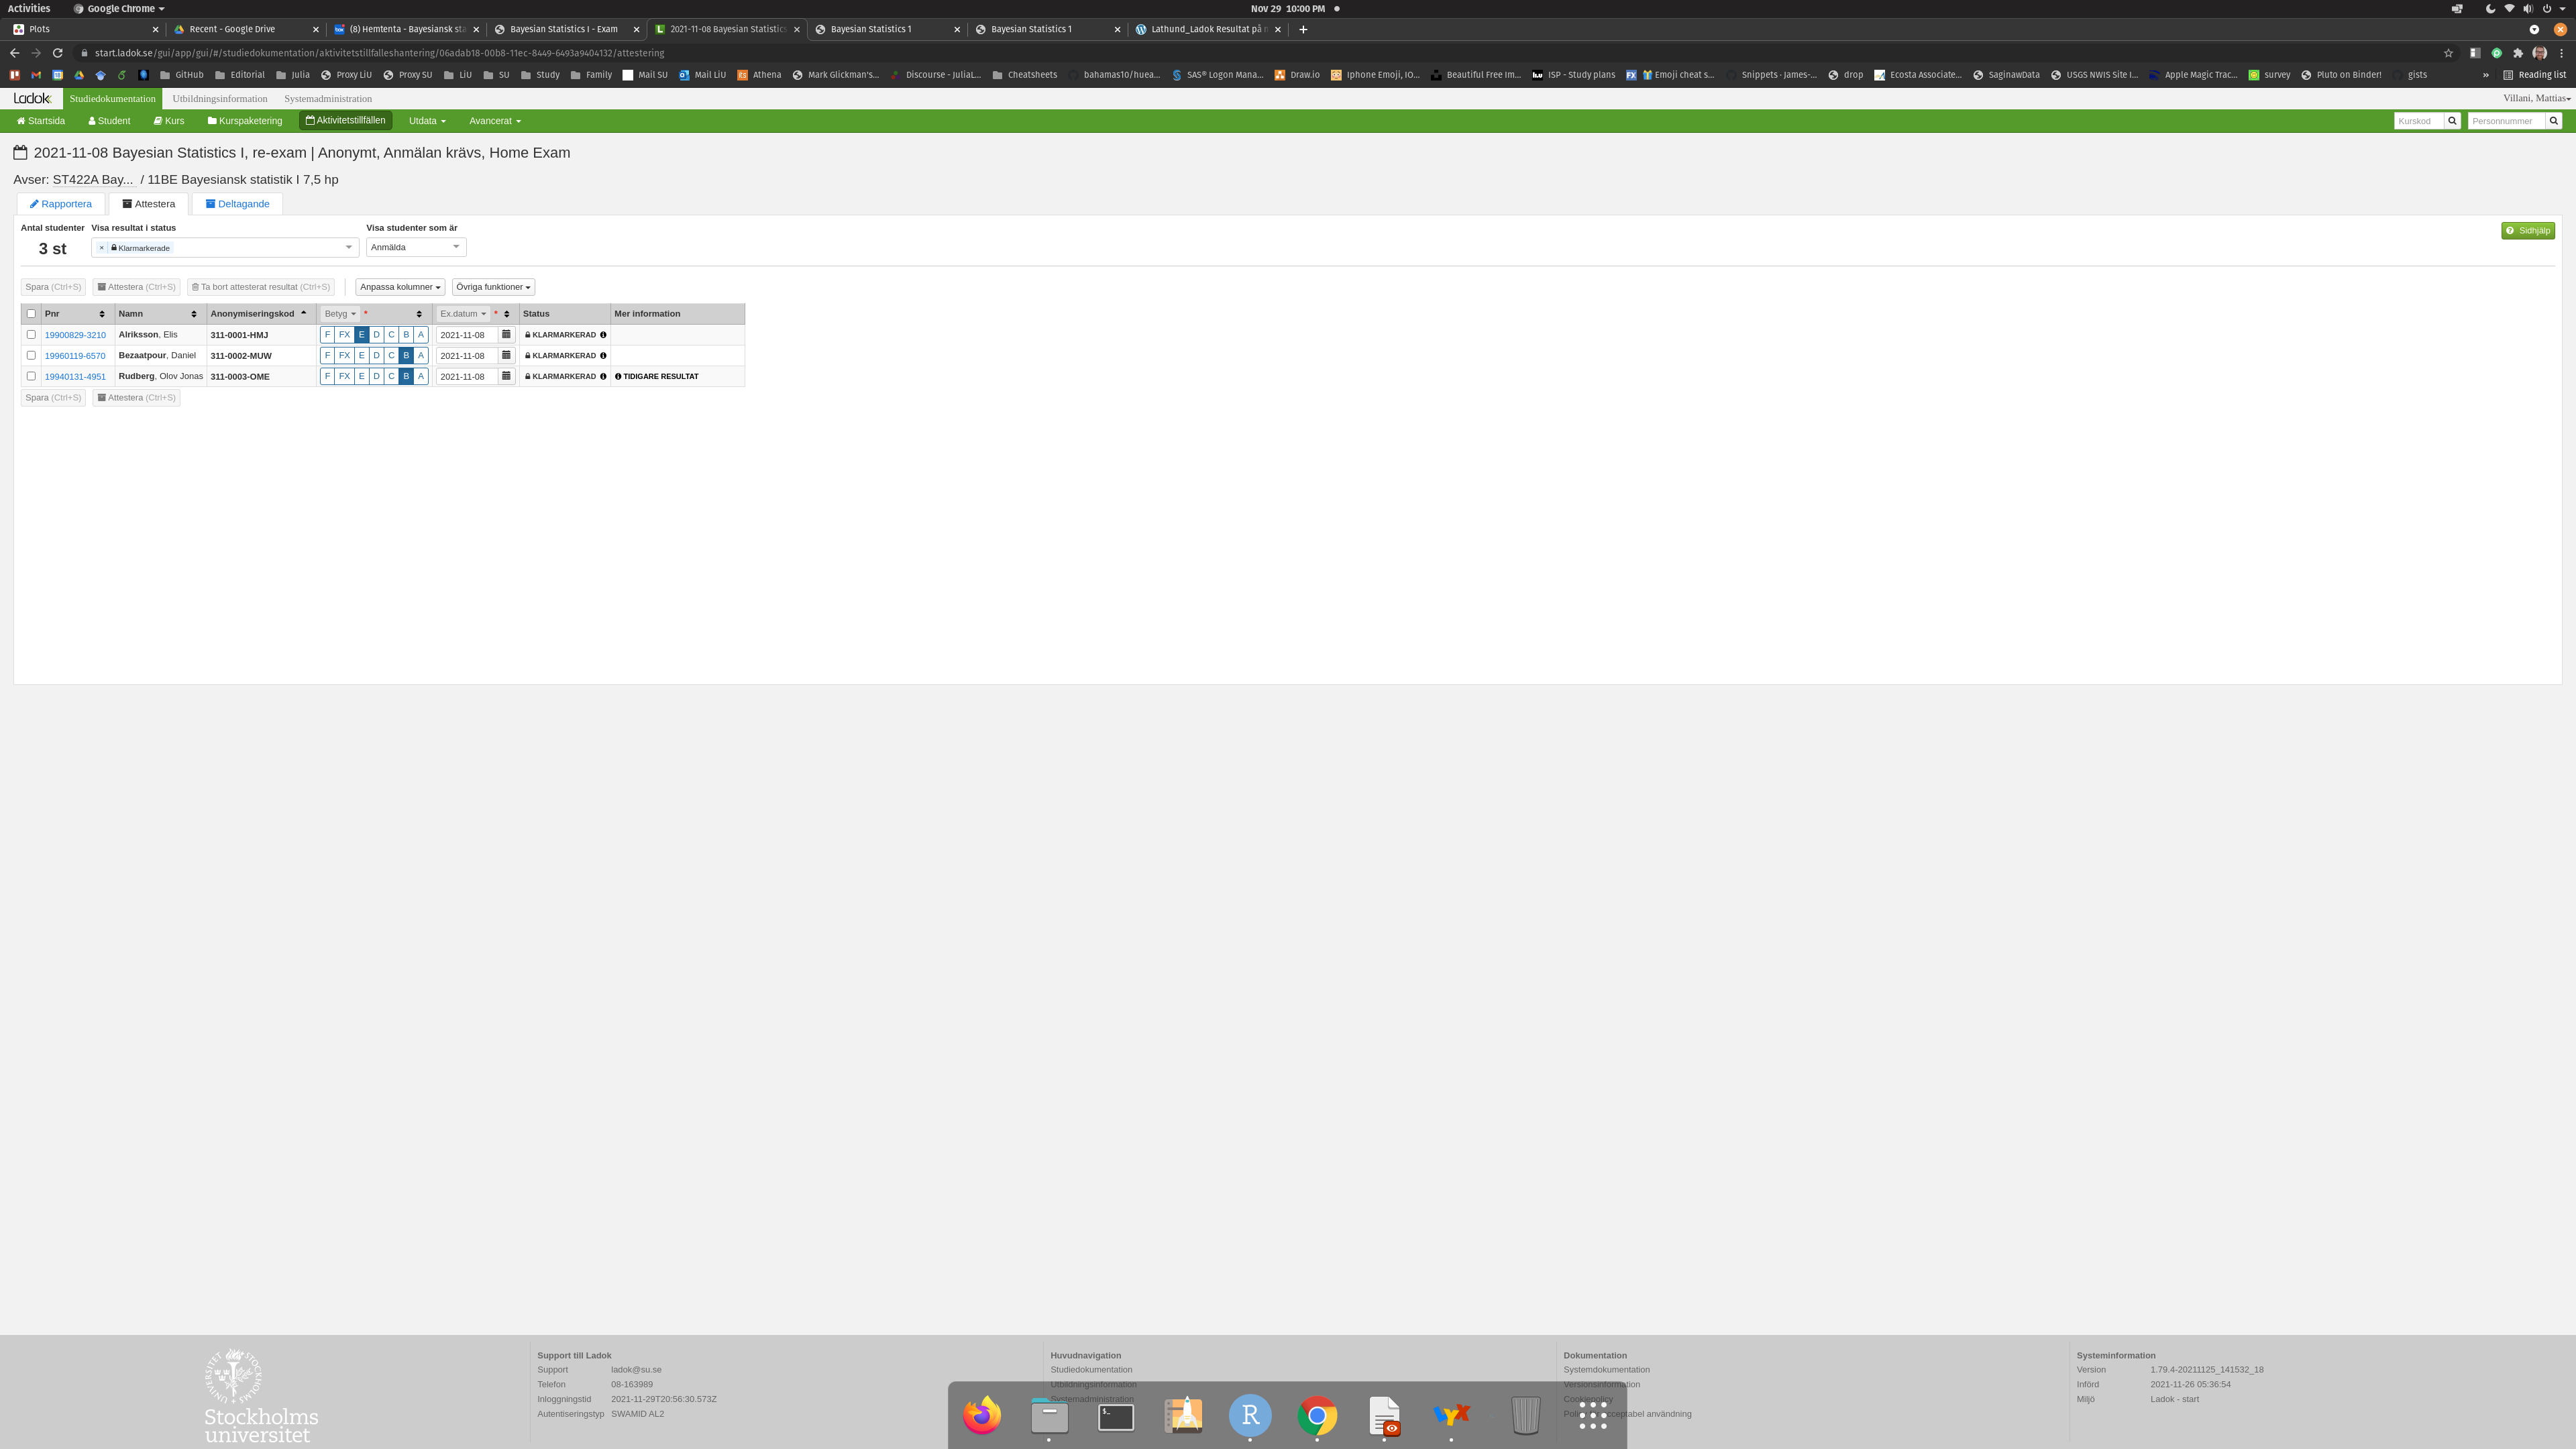 Activities Google Chrome Nov 29 10:00 PM
Plots Recent - Google Drive (8) Hemtenta - Bayesiansk sta Bayesian Statistics I - Exam 2021-11-08 Bayesian Statistics Bayesian Statistics 1 Bayesian Statistics 1 Lathund_Ladok Resultat på n
start.ladok.se/gui/app/gui/#/studiedokumentation/aktivitetstillfalleshantering/06adab18-00b8-11ec-8449-6493a9404132/attestering
GitHub Editorial Julia Proxy LiU Proxy SU LiU SU Study Family Mail SU Mail LiU Athena Mark Glickman's... Discourse - JuliaL... Cheatsheets bahamas10/huea... SAS® Logon Mana... Draw.io Iphone Emoji, IO... Beautiful Free Im... ISP - Study plans Emoji cheat s... Snippets - James-... drop Ecosta Associate... SaginawData USGS NWIS Site I... Apple Magic Trac... survey Pluto on Binder! gists » Reading list
Ladok Studiedokumentation Utbildningsinformation Systemadministration Villani, Mattias
Startsida Student Kurs Kurspaketering Aktivitetstillfällen Utdata Avancerat Kurskod Personnummer
2021-11-08 Bayesian Statistics I, re-exam | Anonymt, Anmälan krävs, Home Exam
Avser: ST422A Bay... / 11BE Bayesiansk statistik I 7,5 hp
Rapportera Attestera Deltagande
Antal studenter Visa resultat i status Visa studenter som är Sidhjälp
3 st × Klarmarkerade Anmälda
Spara (Ctrl+S) Attestera (Ctrl+S) Ta bort attesterat resultat (Ctrl+S) Anpassa kolumner Övriga funktioner
Pnr Namn Anonymiseringskod Betyg * Ex.datum * Status Mer information
19900829-3210 Alriksson, Elis 311-0001-HMJ F FX E D C B A 2021-11-08 KLARMARKERAD
19960119-6570 Bezaatpour, Daniel 311-0002-MUW F FX E D C B A 2021-11-08 KLARMARKERAD
19940131-4951 Rudberg, Olov Jonas 311-0003-OME F FX E D C B A 2021-11-08 KLARMARKERAD TIDIGARE RESULTAT
Spara (Ctrl+S) Attestera (Ctrl+S)
Stockholms
universitet
Support till Ladok
Support ladok@su.se
Telefon 08-163989
Inloggningstid 2021-11-29T20:56:30.573Z
Autentiseringstyp SWAMID AL2
Huvudnavigation
Studiedokumentation
Utbildningsinformation
Systemadministration
Dokumentation
Systemdokumentation
Versionsinformation
Cookiepolicy
acceptabel användning
Systeminformation
Version 1.79.4-20211125_141532_18
Införd 2021-11-26 05:36:54
Miljö Ladok - start